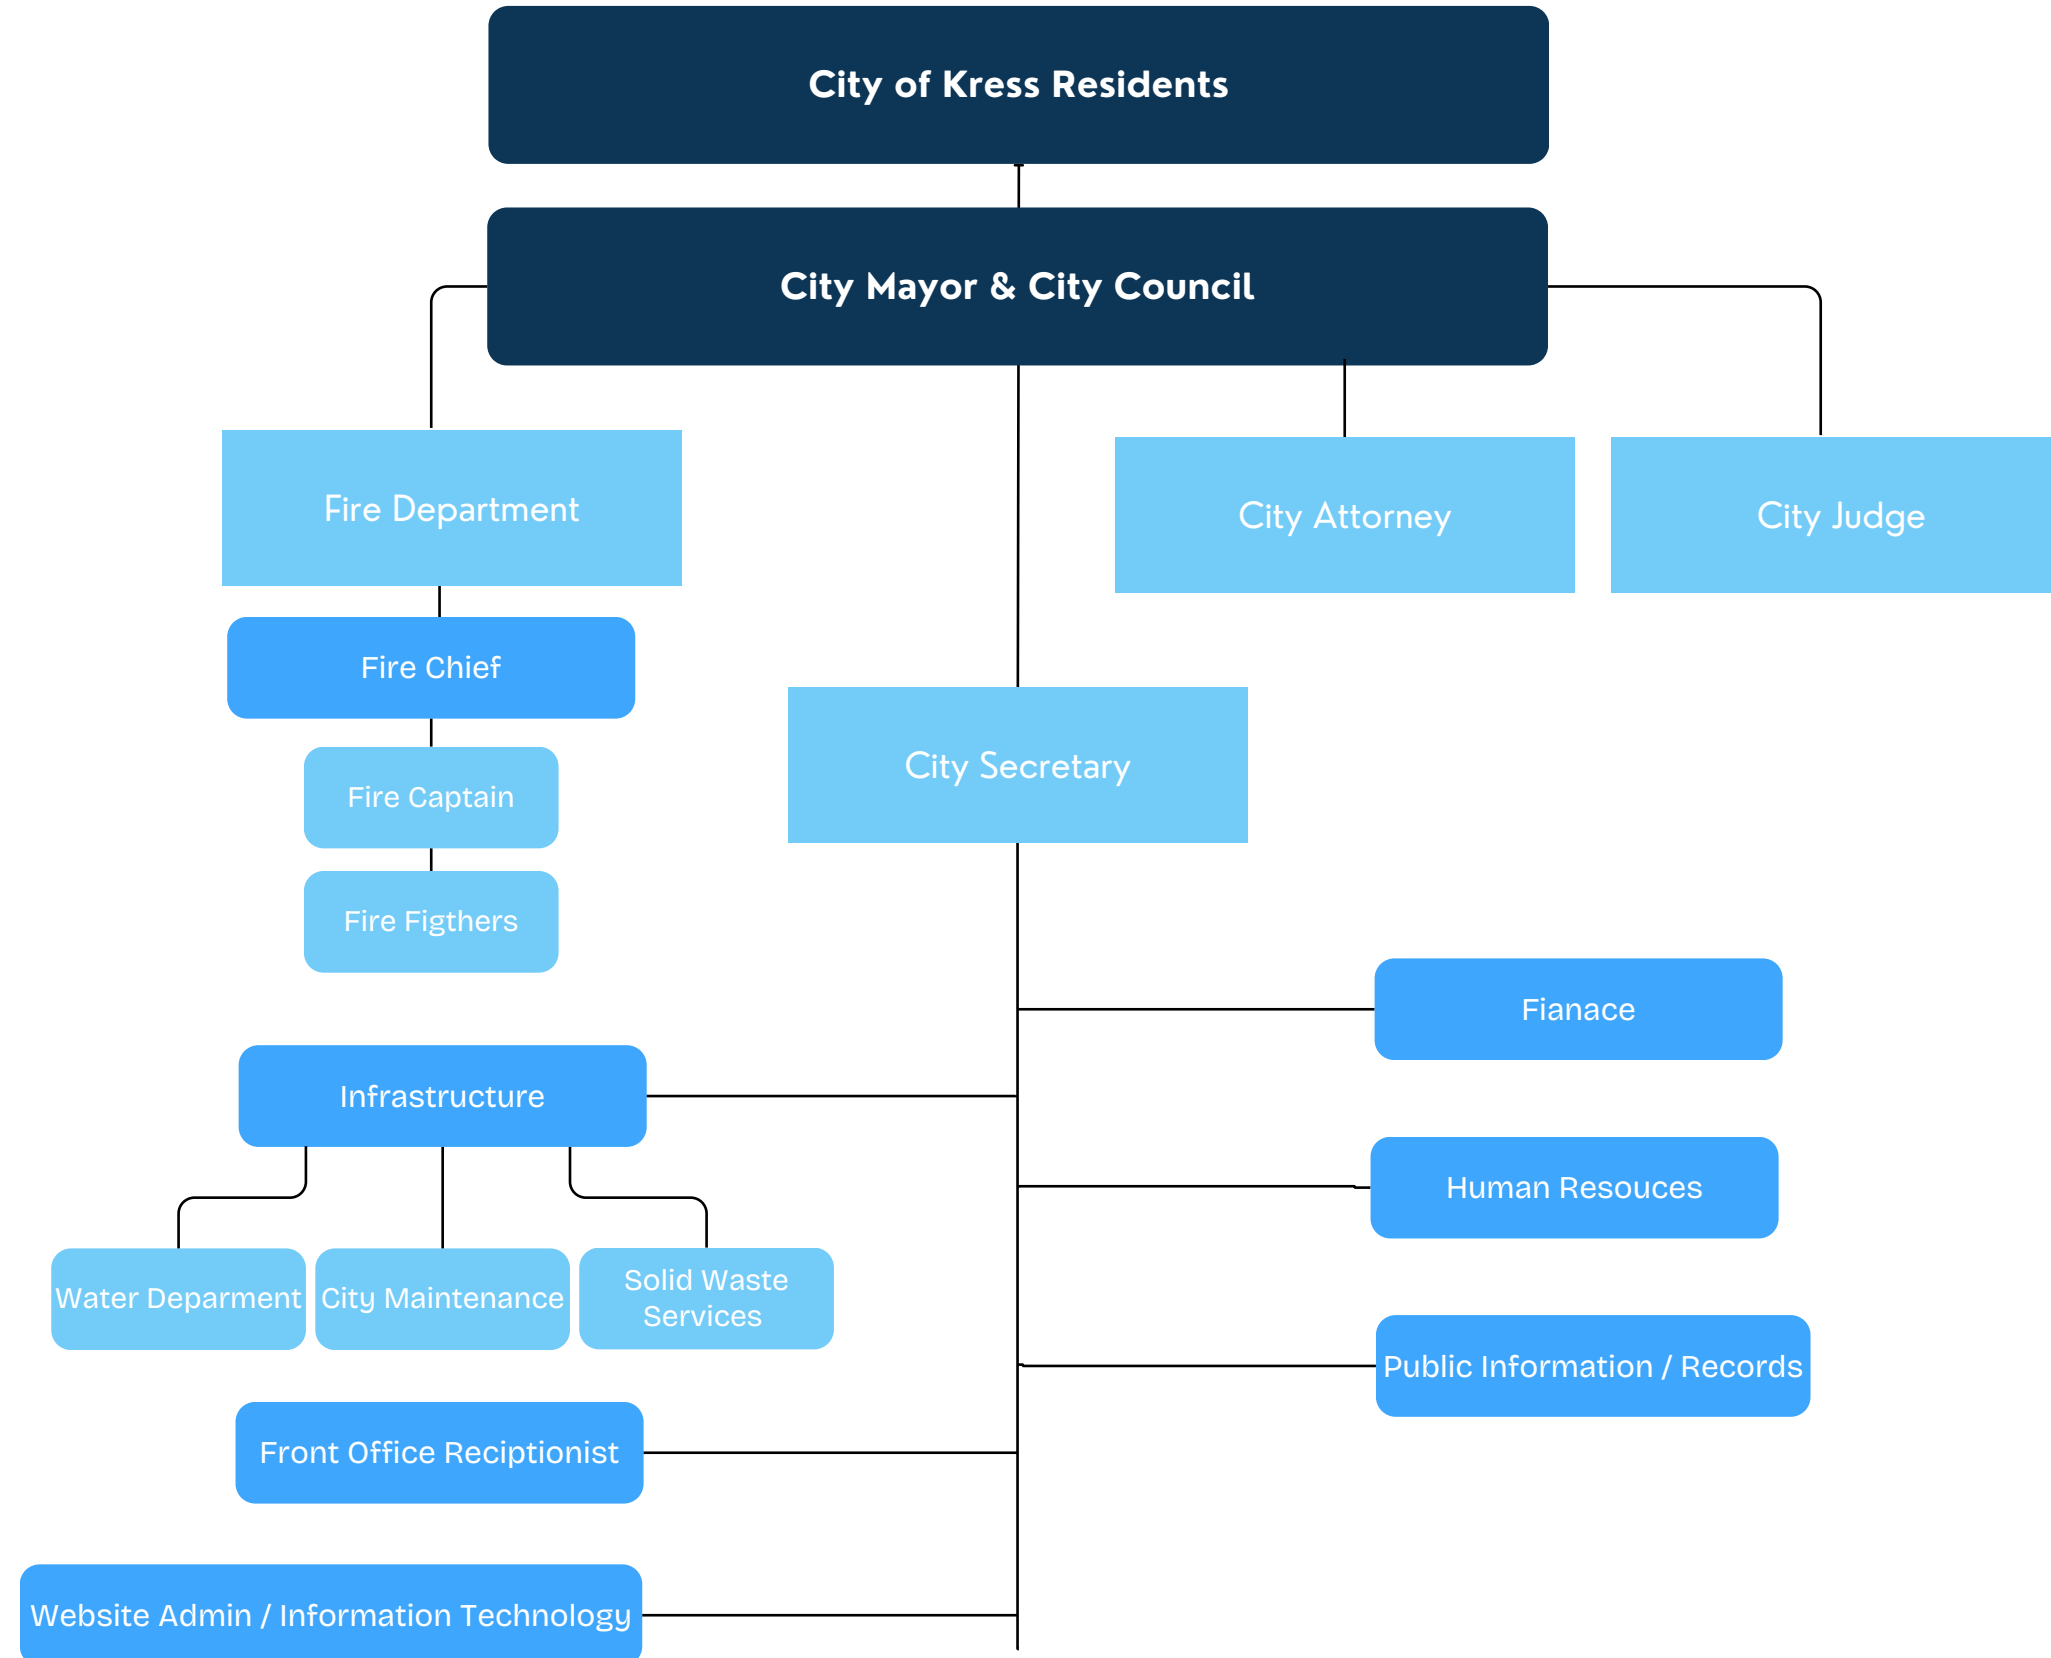 City of Kress Residents
City Mayor & City Council
Fire Department
City Attorney
City Judge
Fire Chief
City Secretary
Fire Captain
Fire Figthers
Fianace
Infrastructure
Human Resouces
Water Deparment
City Maintenance
Solid Waste
Services
Public Information / Records
Front Office Reciptionist
Website Admin / Information Technology